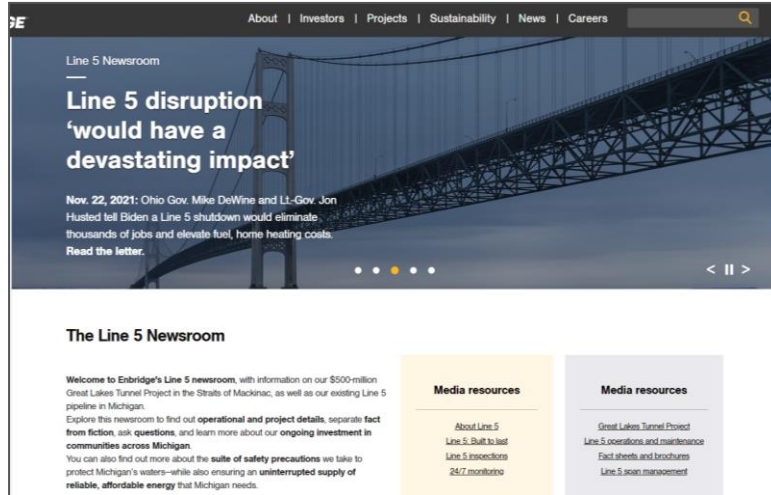 GE
About | Investors | Projects | Sustainability | News | Careers
Line 5 Newsroom
Line 5 disruption
‘would have a
devastating impact’
Nov. 22, 2021: Ohio Gov. Mike DeWine and Lt.-Gov. Jon
Husted tell Biden a Line 5 shutdown would eliminate
thousands of jobs and elevate fuel, home heating costs.
Read the letter.
The Line 5 Newsroom
Welcome to Enbridge's Line 5 newsroom, with information on our $500-million
Great Lakes Tunnel Project in the Straits of Mackinac, as well as our existing Line 5
pipeline in Michigan.
Explore this newsroom to find out operational and project details, separate fact
from fiction, ask questions, and learn more about our ongoing investment in
communities across Michigan.
You can also find out more about the suite of safety precautions we take to
protect Michigan's waters—while also ensuring an uninterrupted supply of
reliable, affordable energy that Michigan needs.
Media resources
About Line 5
Line 5: Built to last
Line 5 inspections
24/7 monitoring
Media resources
Great Lakes Tunnel Project
Line 5 operations and maintenance
Fact sheets and brochures
Line 5 span management